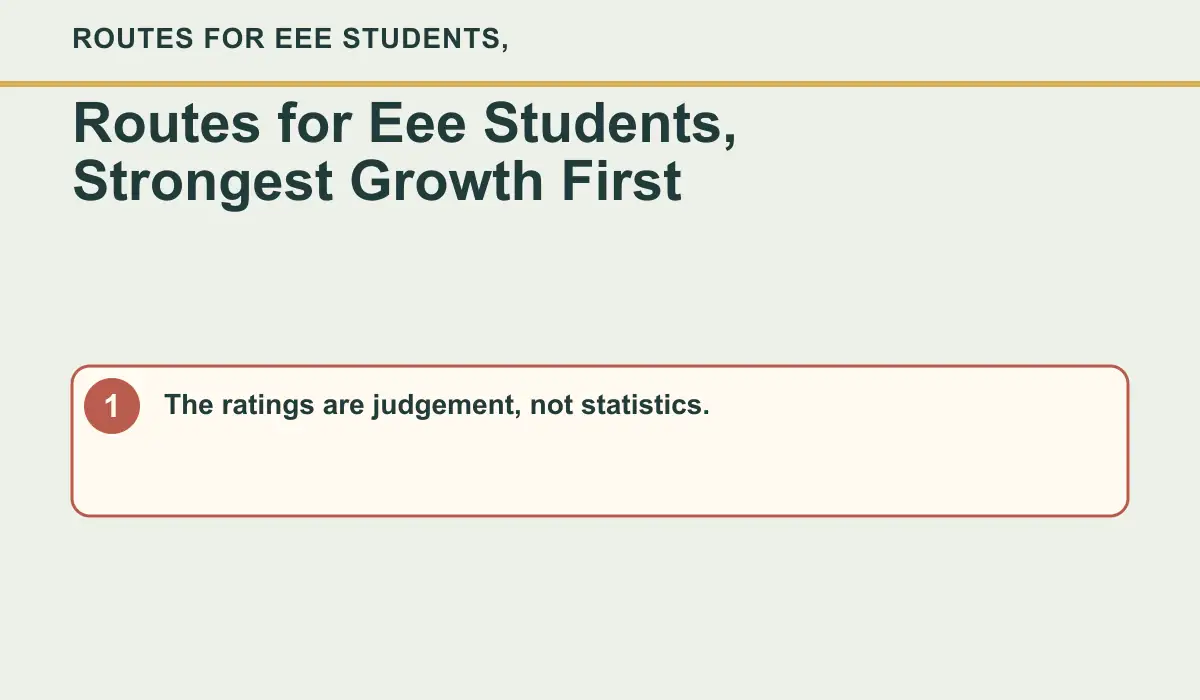 ROUTES FOR EEE STUDENTS,
Routes for Eee Students,
Strongest Growth First
1 The ratings are judgement, not statistics.